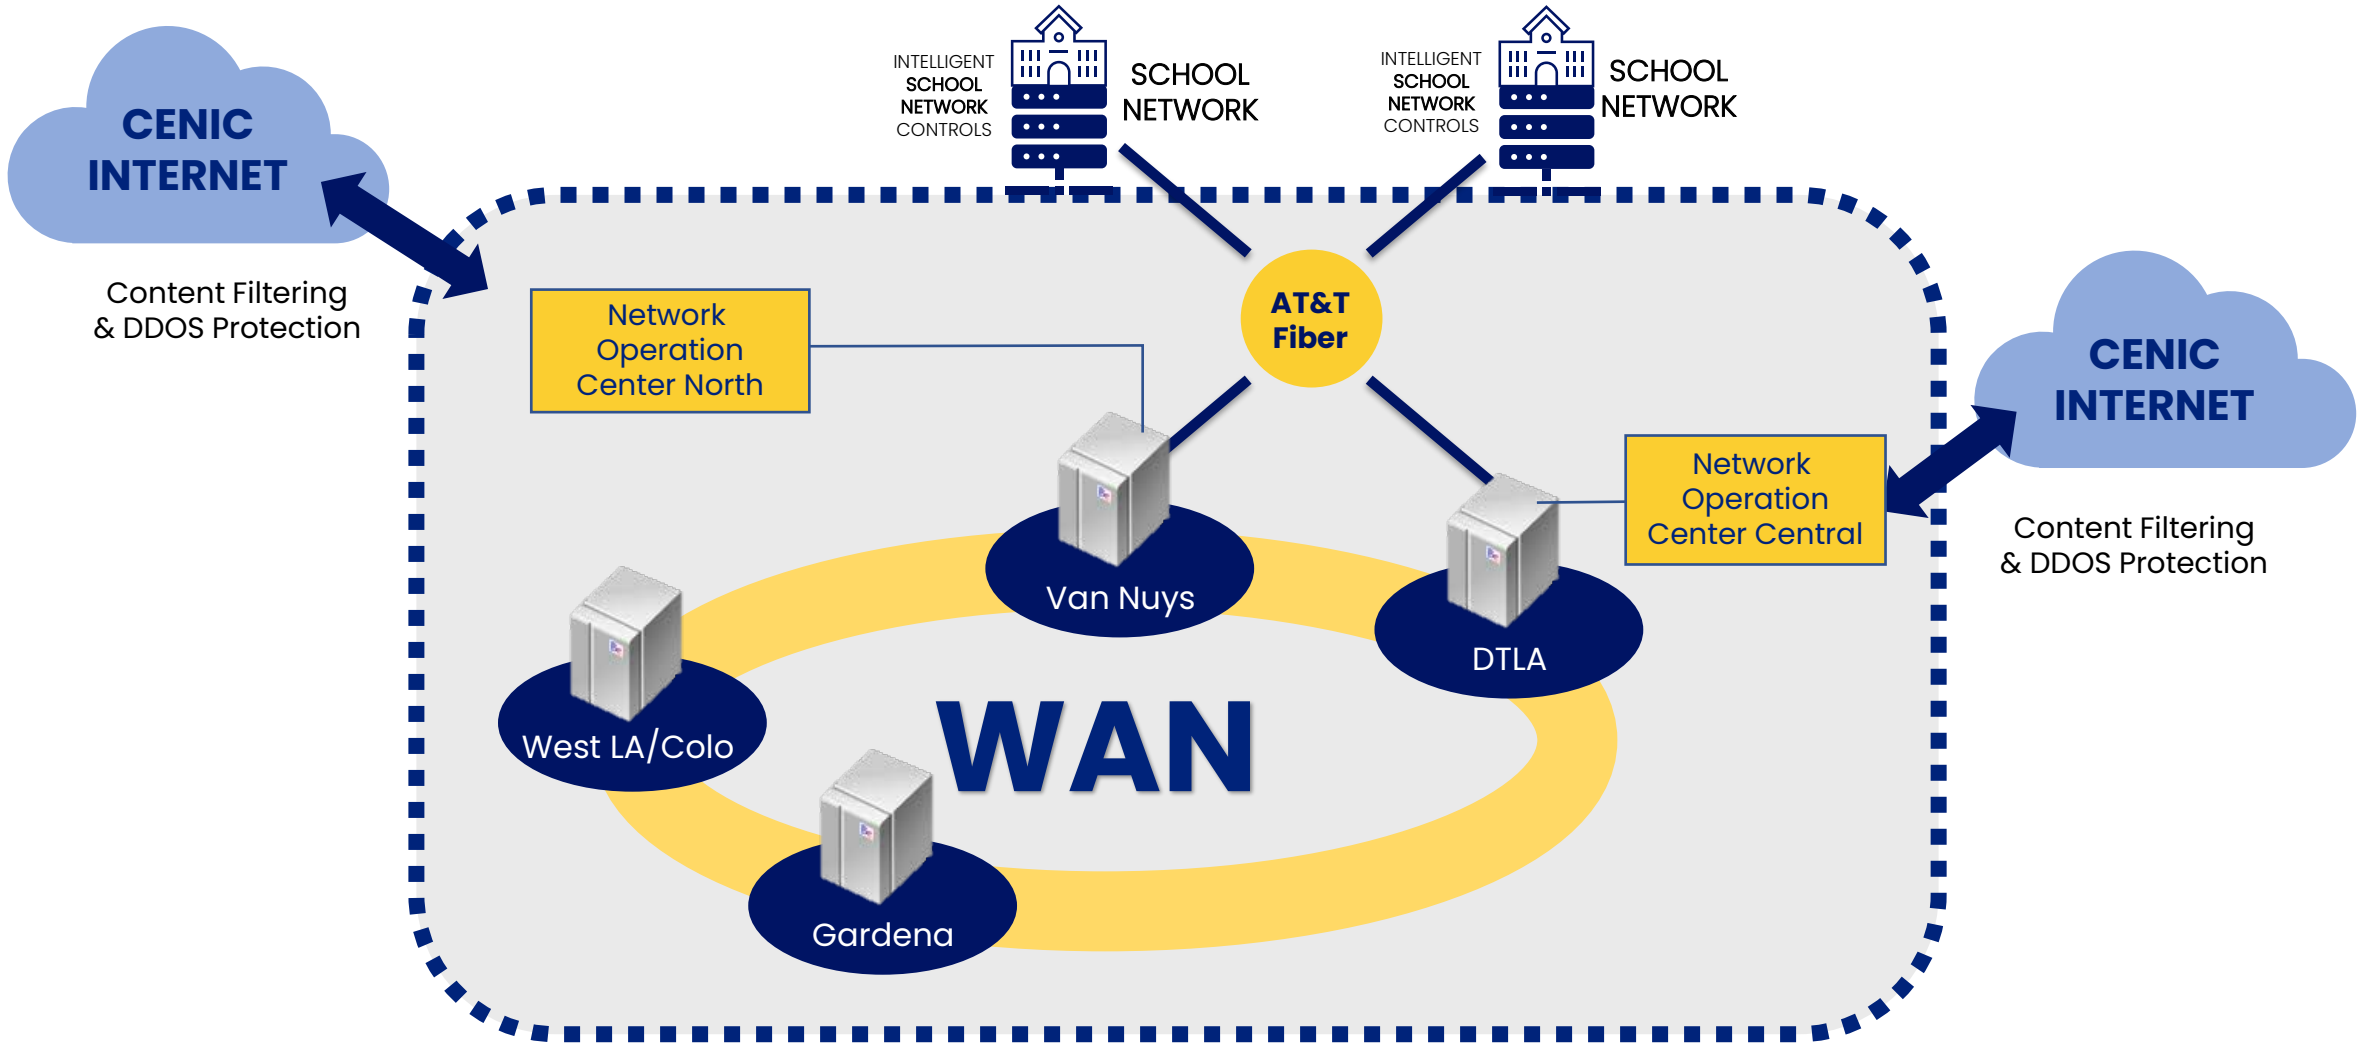 CENIC
INTERNET
Content Filtering
& DDOS Protection
INTELLIGENT
SCHOOL
NETWORK
CONTROLS
SCHOOL
NETWORK
INTELLIGENT
SCHOOL
NETWORK
CONTROLS
SCHOOL
NETWORK
AT&T
Fiber
Network
Operation
Center North
CENIC
INTERNET
Content Filtering
& DDOS Protection
Network
Operation
Center Central
Van Nuys
DTLA
West LA/Colo
WAN
Gardena